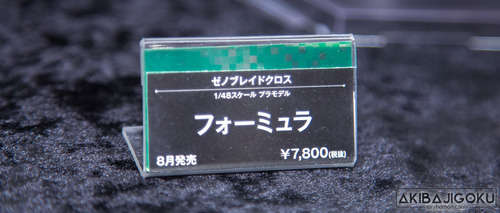 ゼノブレイドクロス
1/48スケール プラモデル
フォーミュラ
8月発売 ¥7,800(税抜)
AKIBAJIGOKU